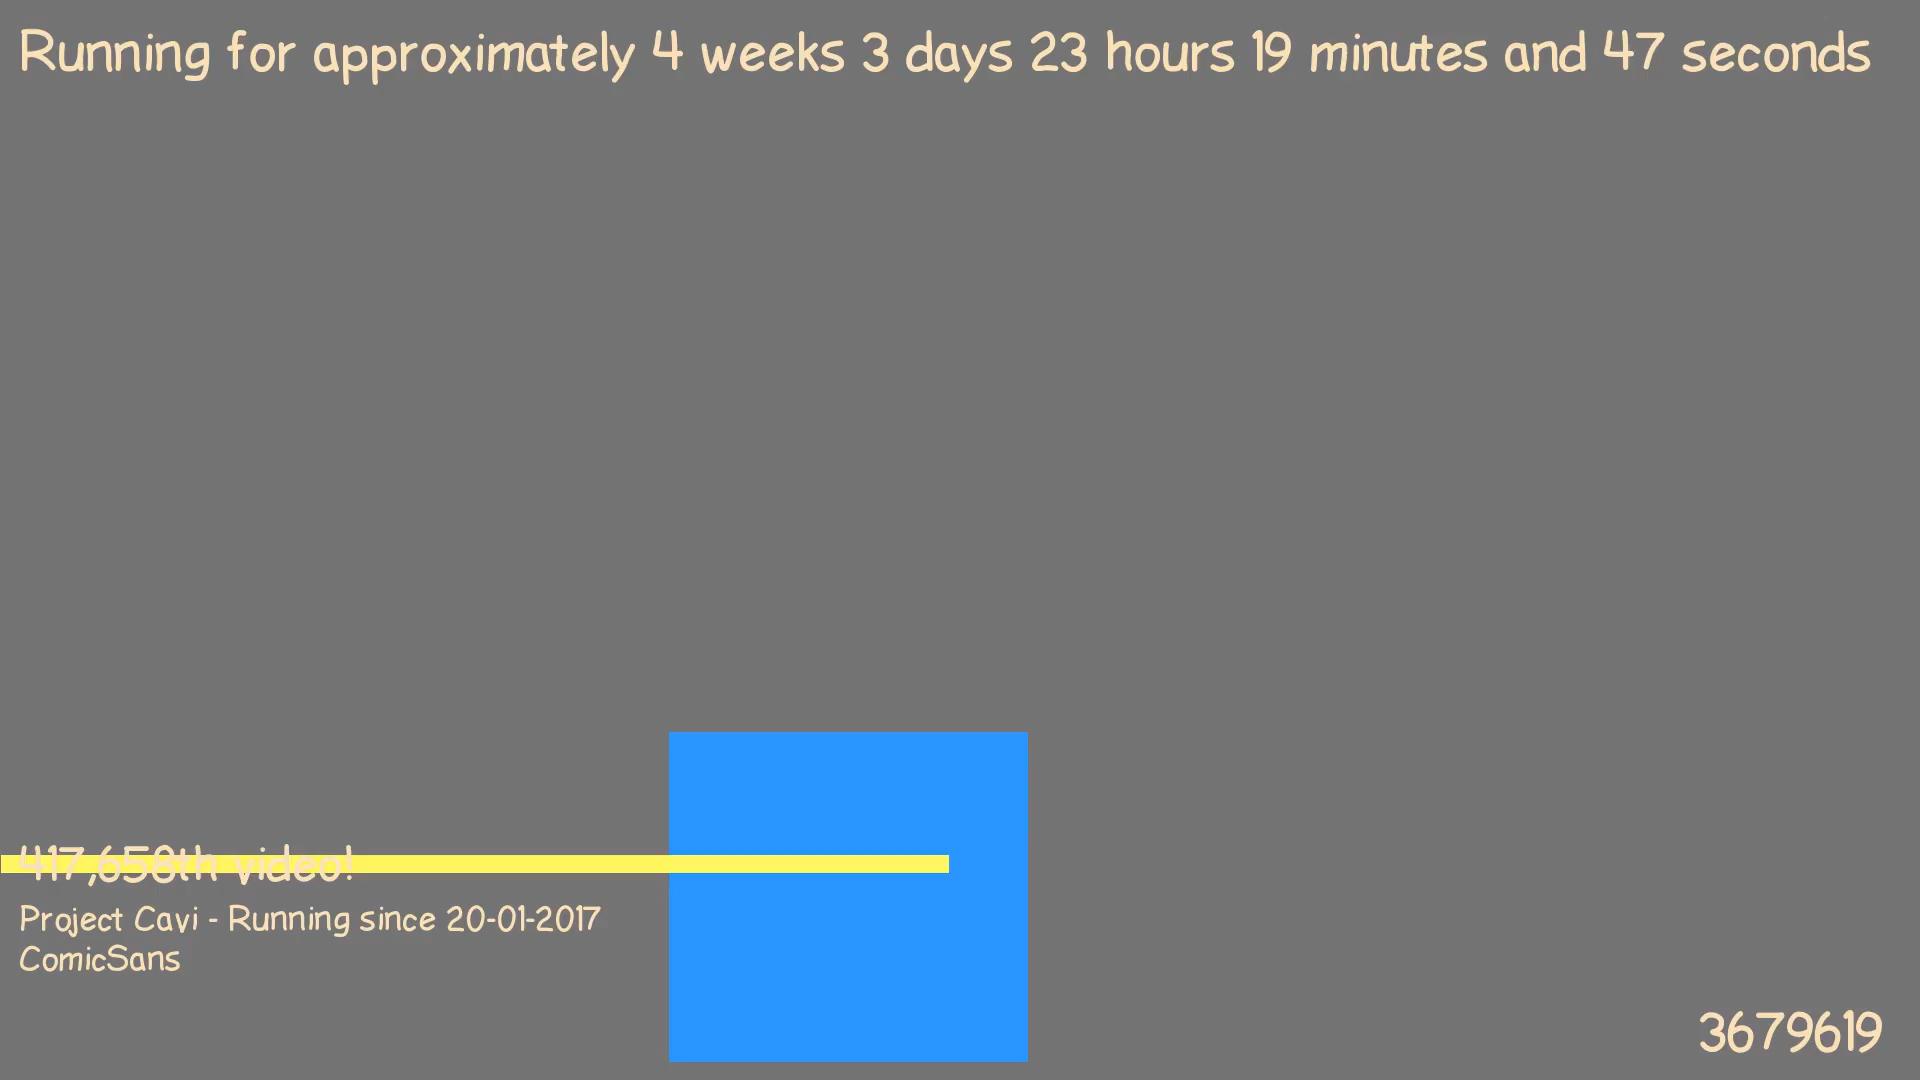 Running for approximately 4 weeks 3 days 23 hours 19 minutes and 47 seconds
417,658th video!
Project Cavi - Running since 20-01-2017
ComicSans
3679619